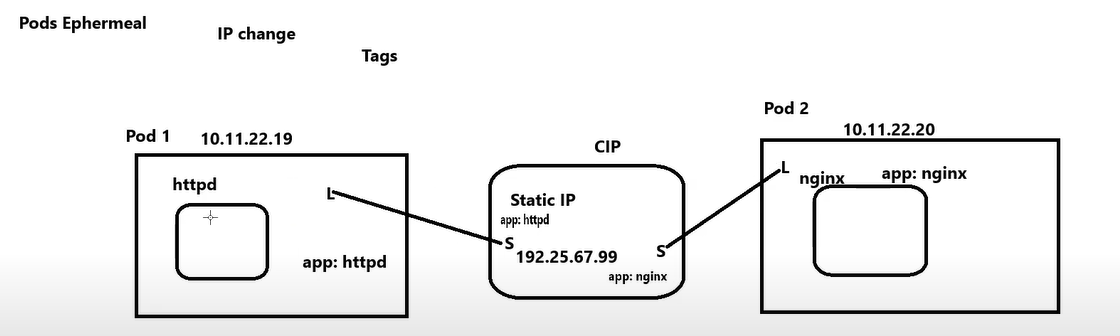 Pods Ephermeal
IP change
Tags
Pod 1
10.11.22.19
httpd
L
app: httpd
CIP
Static IP
app: httpd
S
192.25.67.99
S
app: nginx
Pod 2
10.11.22.20
L
nginx
app: nginx